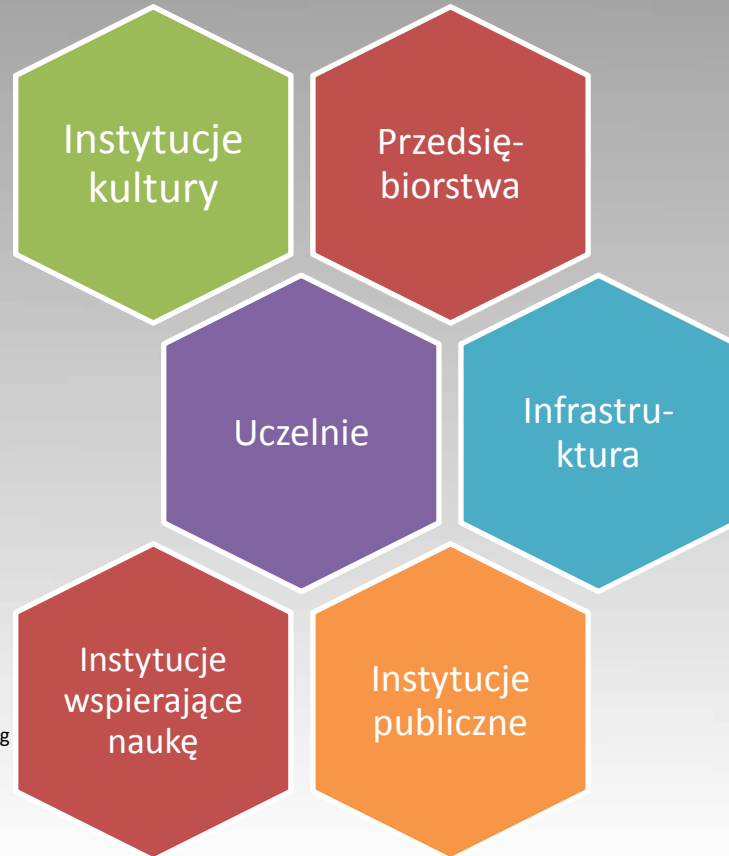 Instytucje
kultury
Przedsię-
biorstwa
Uczelnie
Infrastru-
ktura
Instytucje
wspierające
naukę
g
Instytucje
publiczne